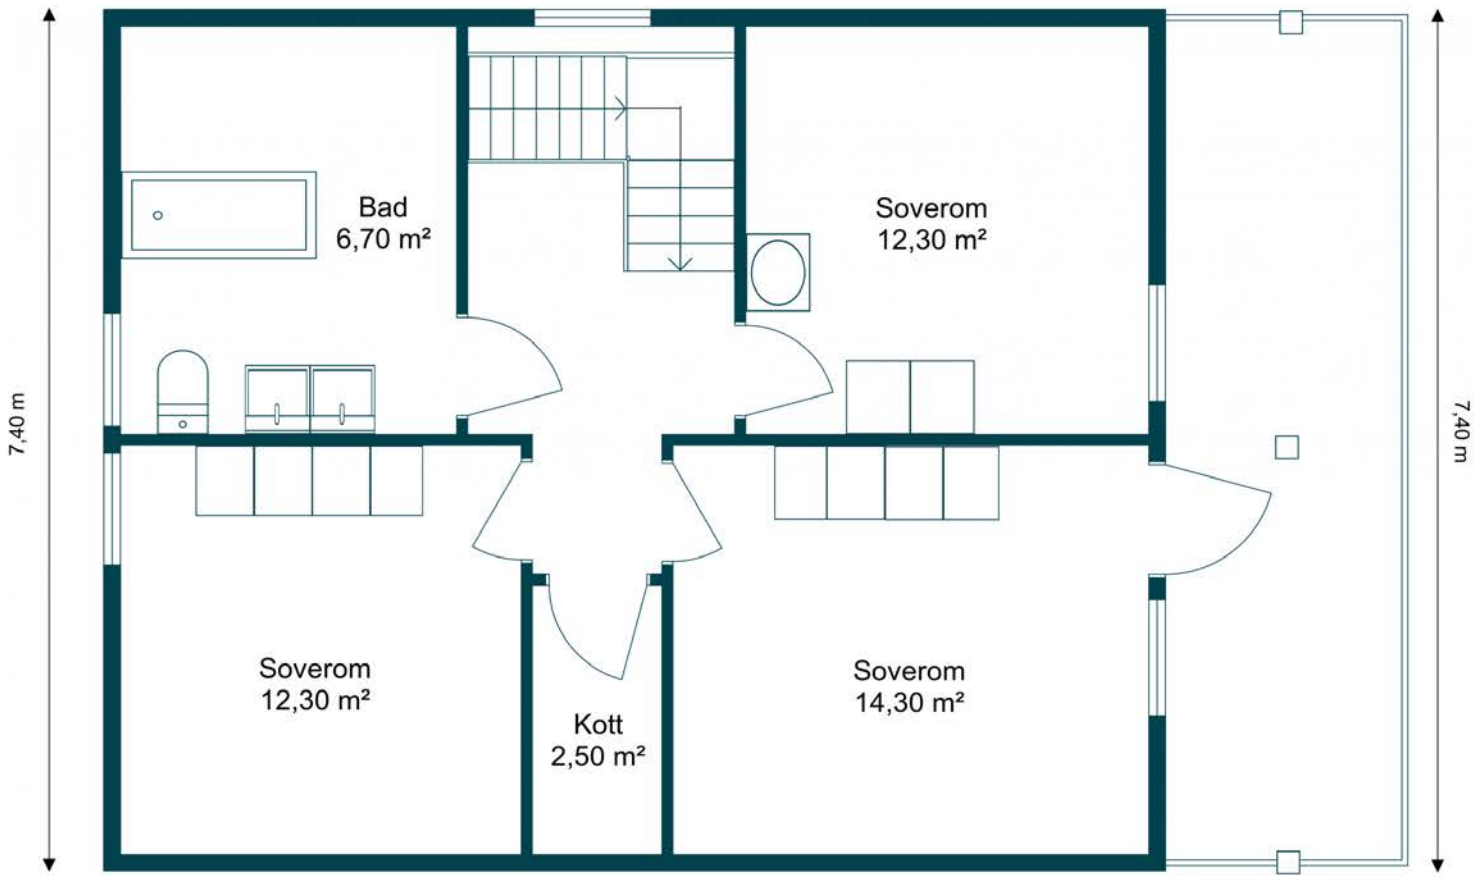 Bad
6,70 m²
Soverom
12,30 m²
7,40 m
7,40 m
Soverom
12,30 m²
Kott
2,50 m²
Soverom
14,30 m²